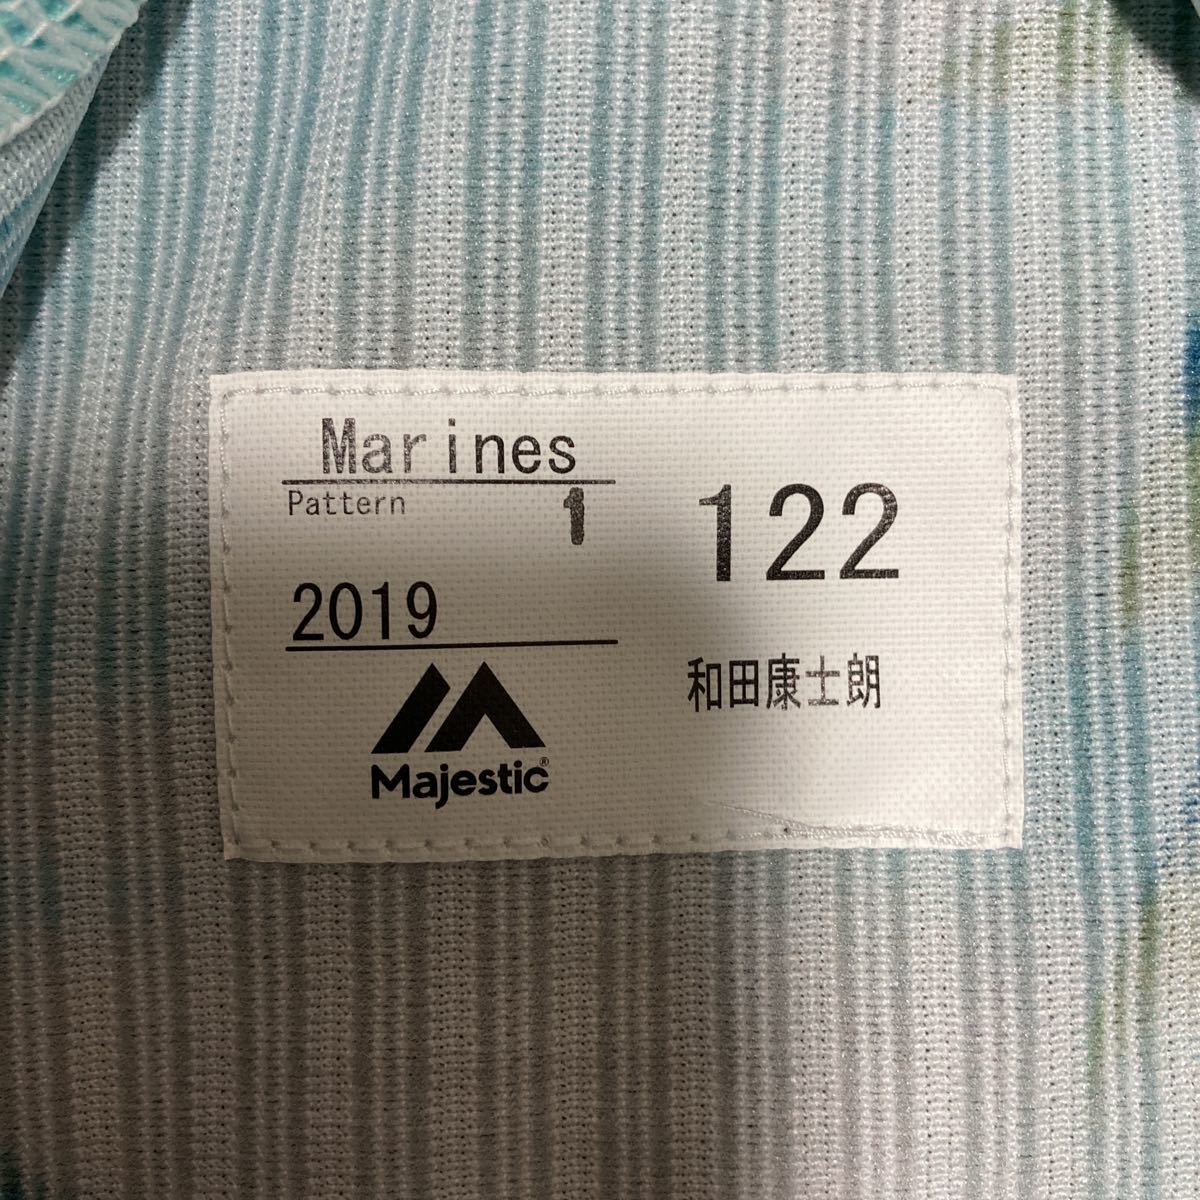 Marines
Pattern 1
2019
Majestic®
122
和田康士朗